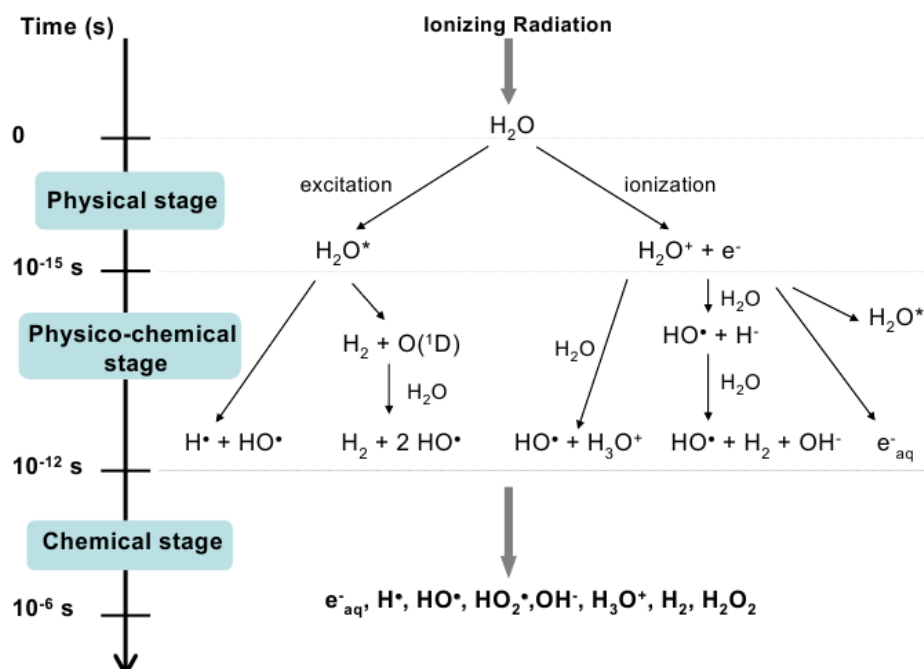 Time (s)
Ionizing Radiation
0
H₂O
excitation
ionization
Physical stage
H₂O*
H₂O⁺ + e⁻
10⁻¹⁵ s
H₂O
H₂O*
Physico-chemical
stage
H₂ + O(¹D)
H₂O
HO• + H⁻
H₂O
H₂O
H• + HO•
H₂ + 2 HO•
HO• + H₃O⁺
HO• + H₂ + OH⁻
e⁻aq
10⁻¹² s
Chemical stage
10⁻⁶ s
e⁻aq, H•, HO•, HO₂•,OH⁻, H₃O⁺, H₂, H₂O₂